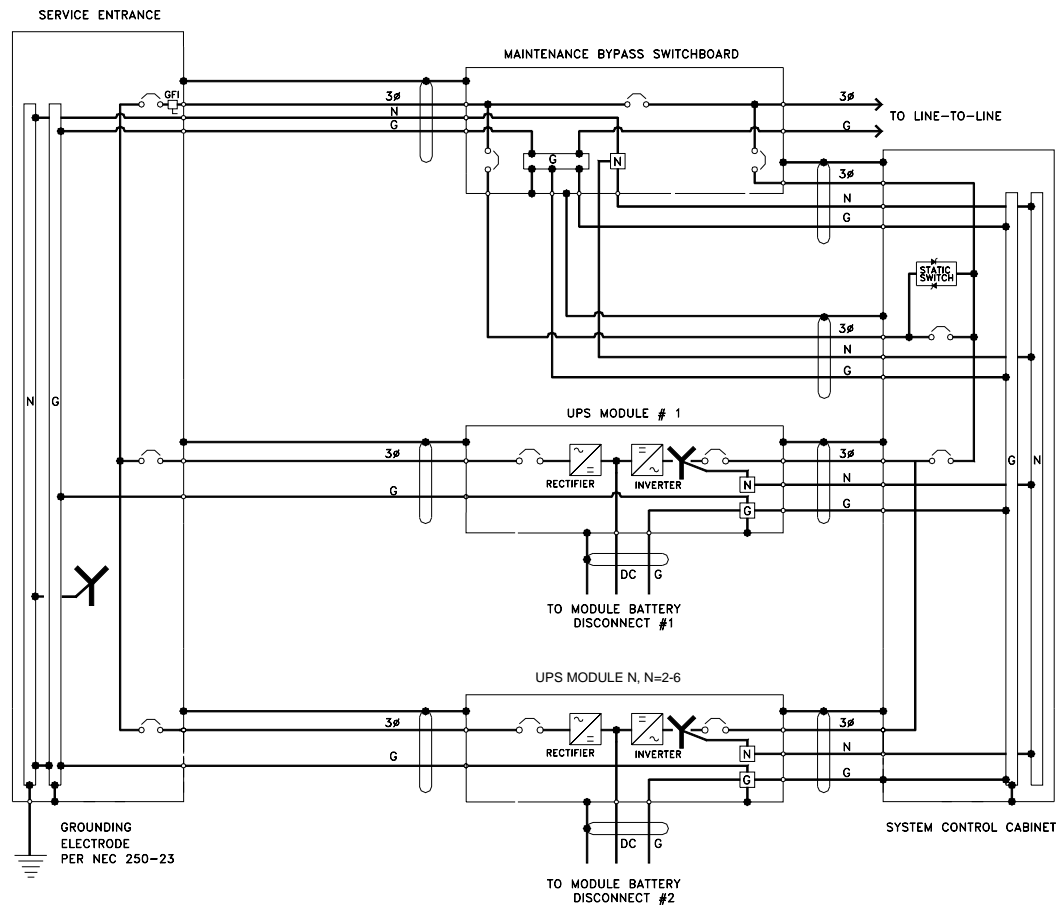 SERVICE ENTRANCE
MAINTENANCE BYPASS SWITCHBOARD
GFI
3ø
N
G
3ø
G
TO LINE-TO-LINE
G
N
3ø
N
G
STATIC
SWITCH
3ø
N
G
N
G
UPS MODULE # 1
3ø
RECTIFIER
INVERTER
3ø
N
N
G
G
G
G
N
DC
G
TO MODULE BATTERY
DISCONNECT #1
UPS MODULE N, N=2-6
3ø
RECTIFIER
INVERTER
3ø
N
N
G
G
G
DC
G
TO MODULE BATTERY
DISCONNECT #2
GROUNDING
ELECTRODE
PER NEC 250-23
SYSTEM CONTROL CABINET